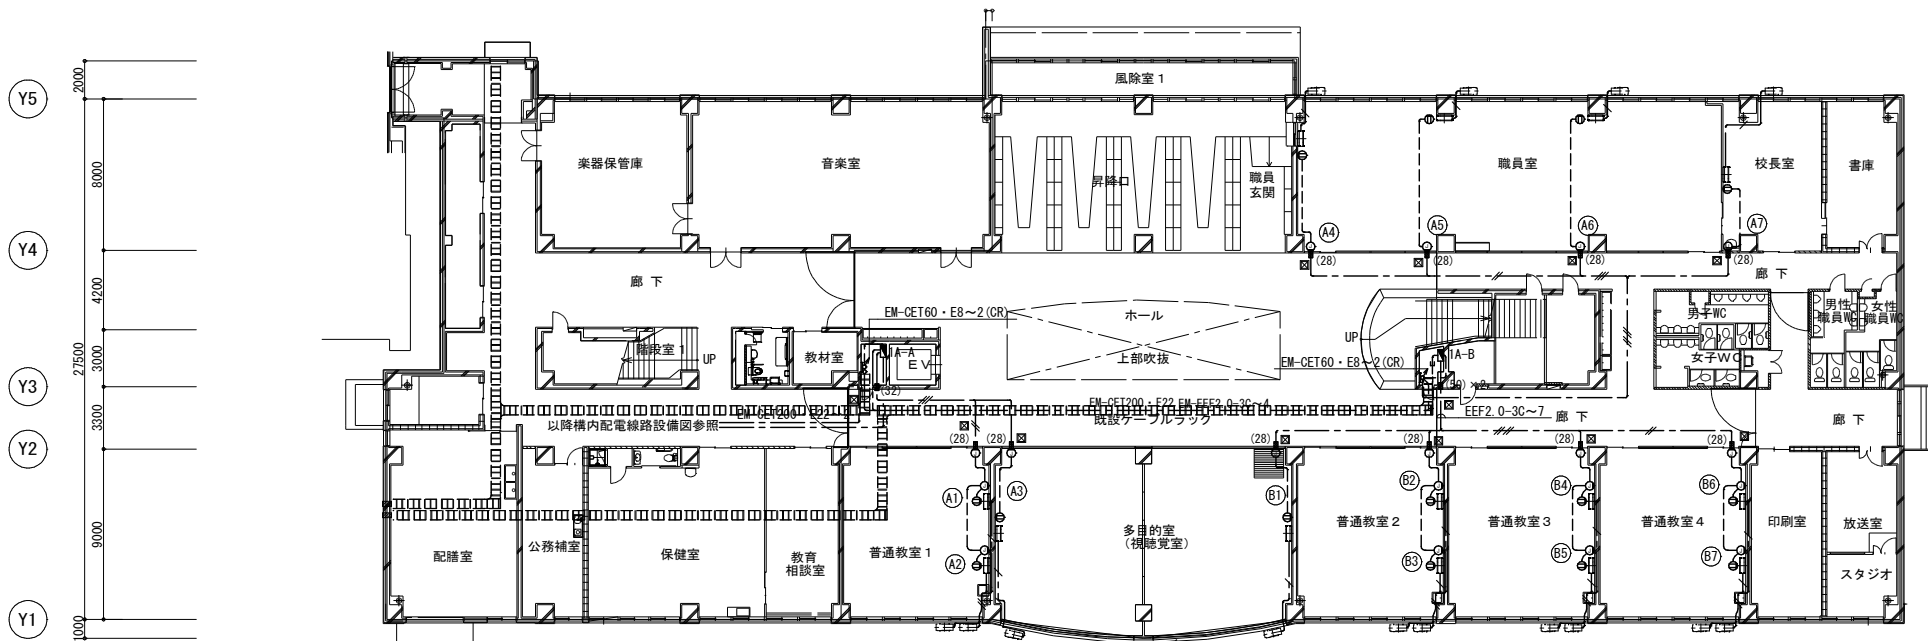 Y5
Y4
Y3
Y2
Y1
2000
8000
4200
3000
3300
9000
1000
27500
風除室1
楽器保管庫
音楽室
昇降口
職員
玄関
職員室
校長室
書庫
A4
A5
A6
A7
(28)
(28)
(28)
(28)
廊 下
廊 下
EM-CET60・E8～2(CR)
ホール
上部吹抜
UP
男子WC
男性
職員WC
女性
職員WC
階段室1
UP
教材室
1A-A
EV
EM-CET60・E8～2(CR)
1A-B
女子WC
(32)
(50)×2
EM-CET200・E22～2
以降構内配電線路設備図参照
EM-CET200・E22,EM-EEF2.0-3C～4
既設ケーブルラック
EEF2.0-3C～7
廊 下
廊 下
(28)
(28)
(28)
(28)
(28)
(28)
A1
A3
B1
B2
B4
B6
A2
B3
B5
B7
配膳室
公務補室
保健室
教育
相談室
普通教室1
多目的室
(視聴覚室)
普通教室2
普通教室3
普通教室4
印刷室
放送室
スタジオ